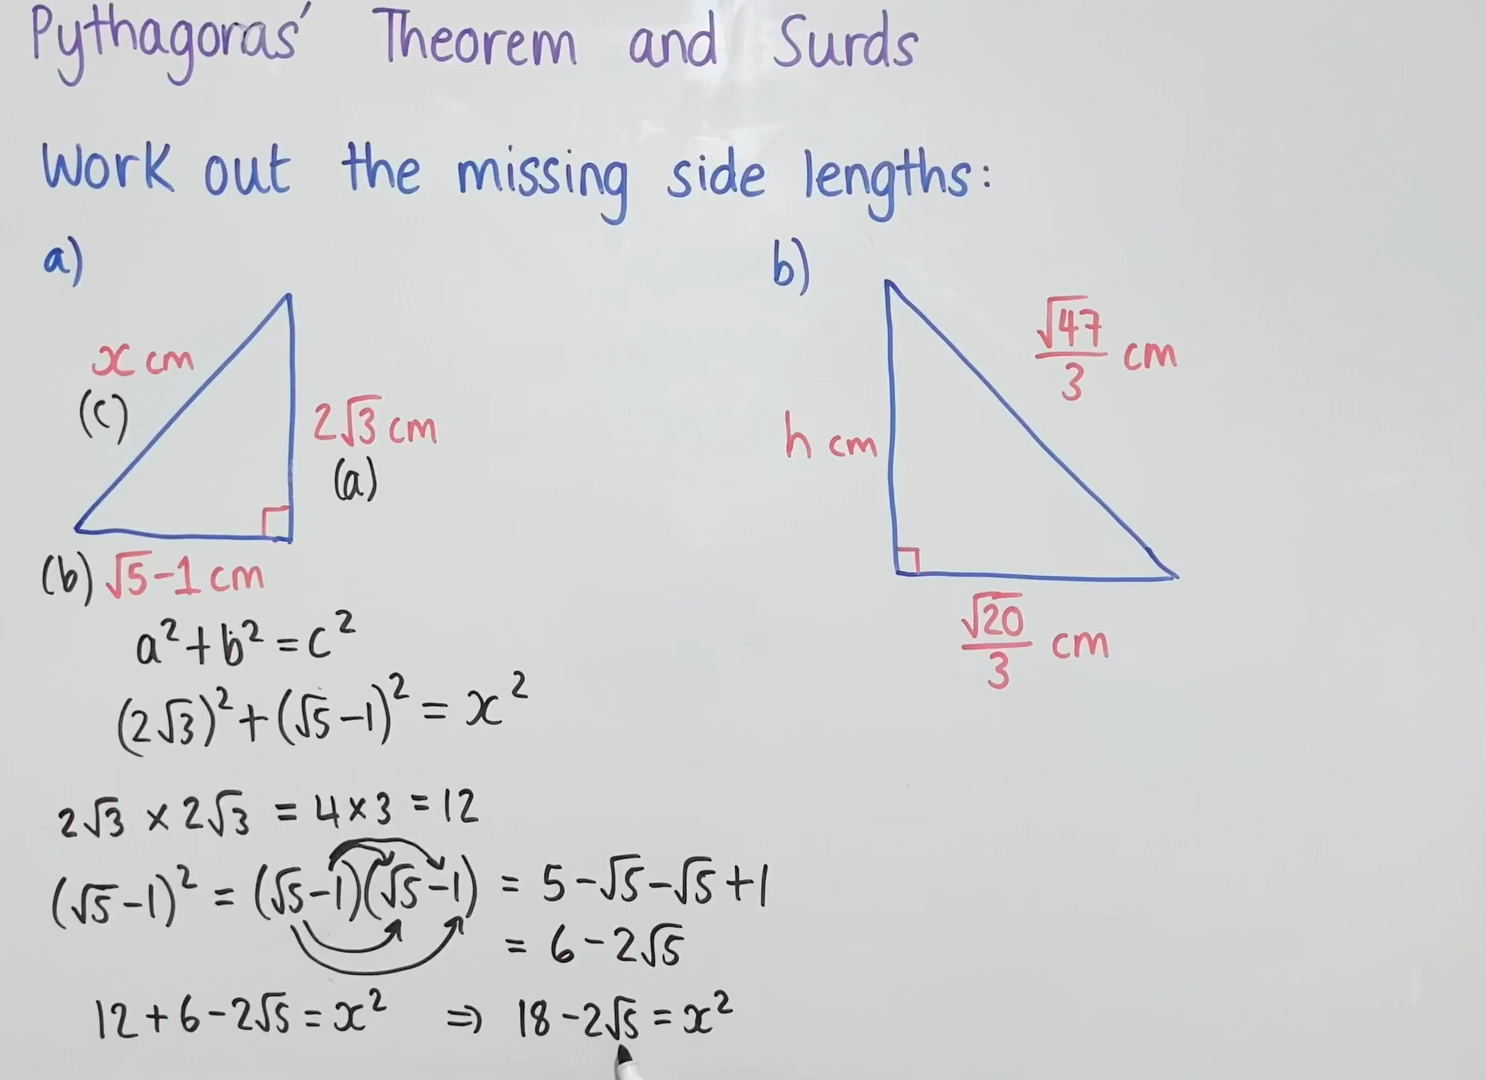 Pythagoras' Theorem and Surds
Work out the missing side lengths:
a)
x cm
(c)
2√3 cm
(a)
(b) √5-1 cm
a²+b²=c²
(2√3)²+(√5-1)²=x²
2√3 × 2√3 = 4×3 = 12
(√5-1)² = (√5-1)(√5-1) = 5-√5-√5+1
= 6-2√5
12+6-2√5=x² ⇒ 18-2√5=x²
b)
√47/3 cm
h cm
√20/3 cm